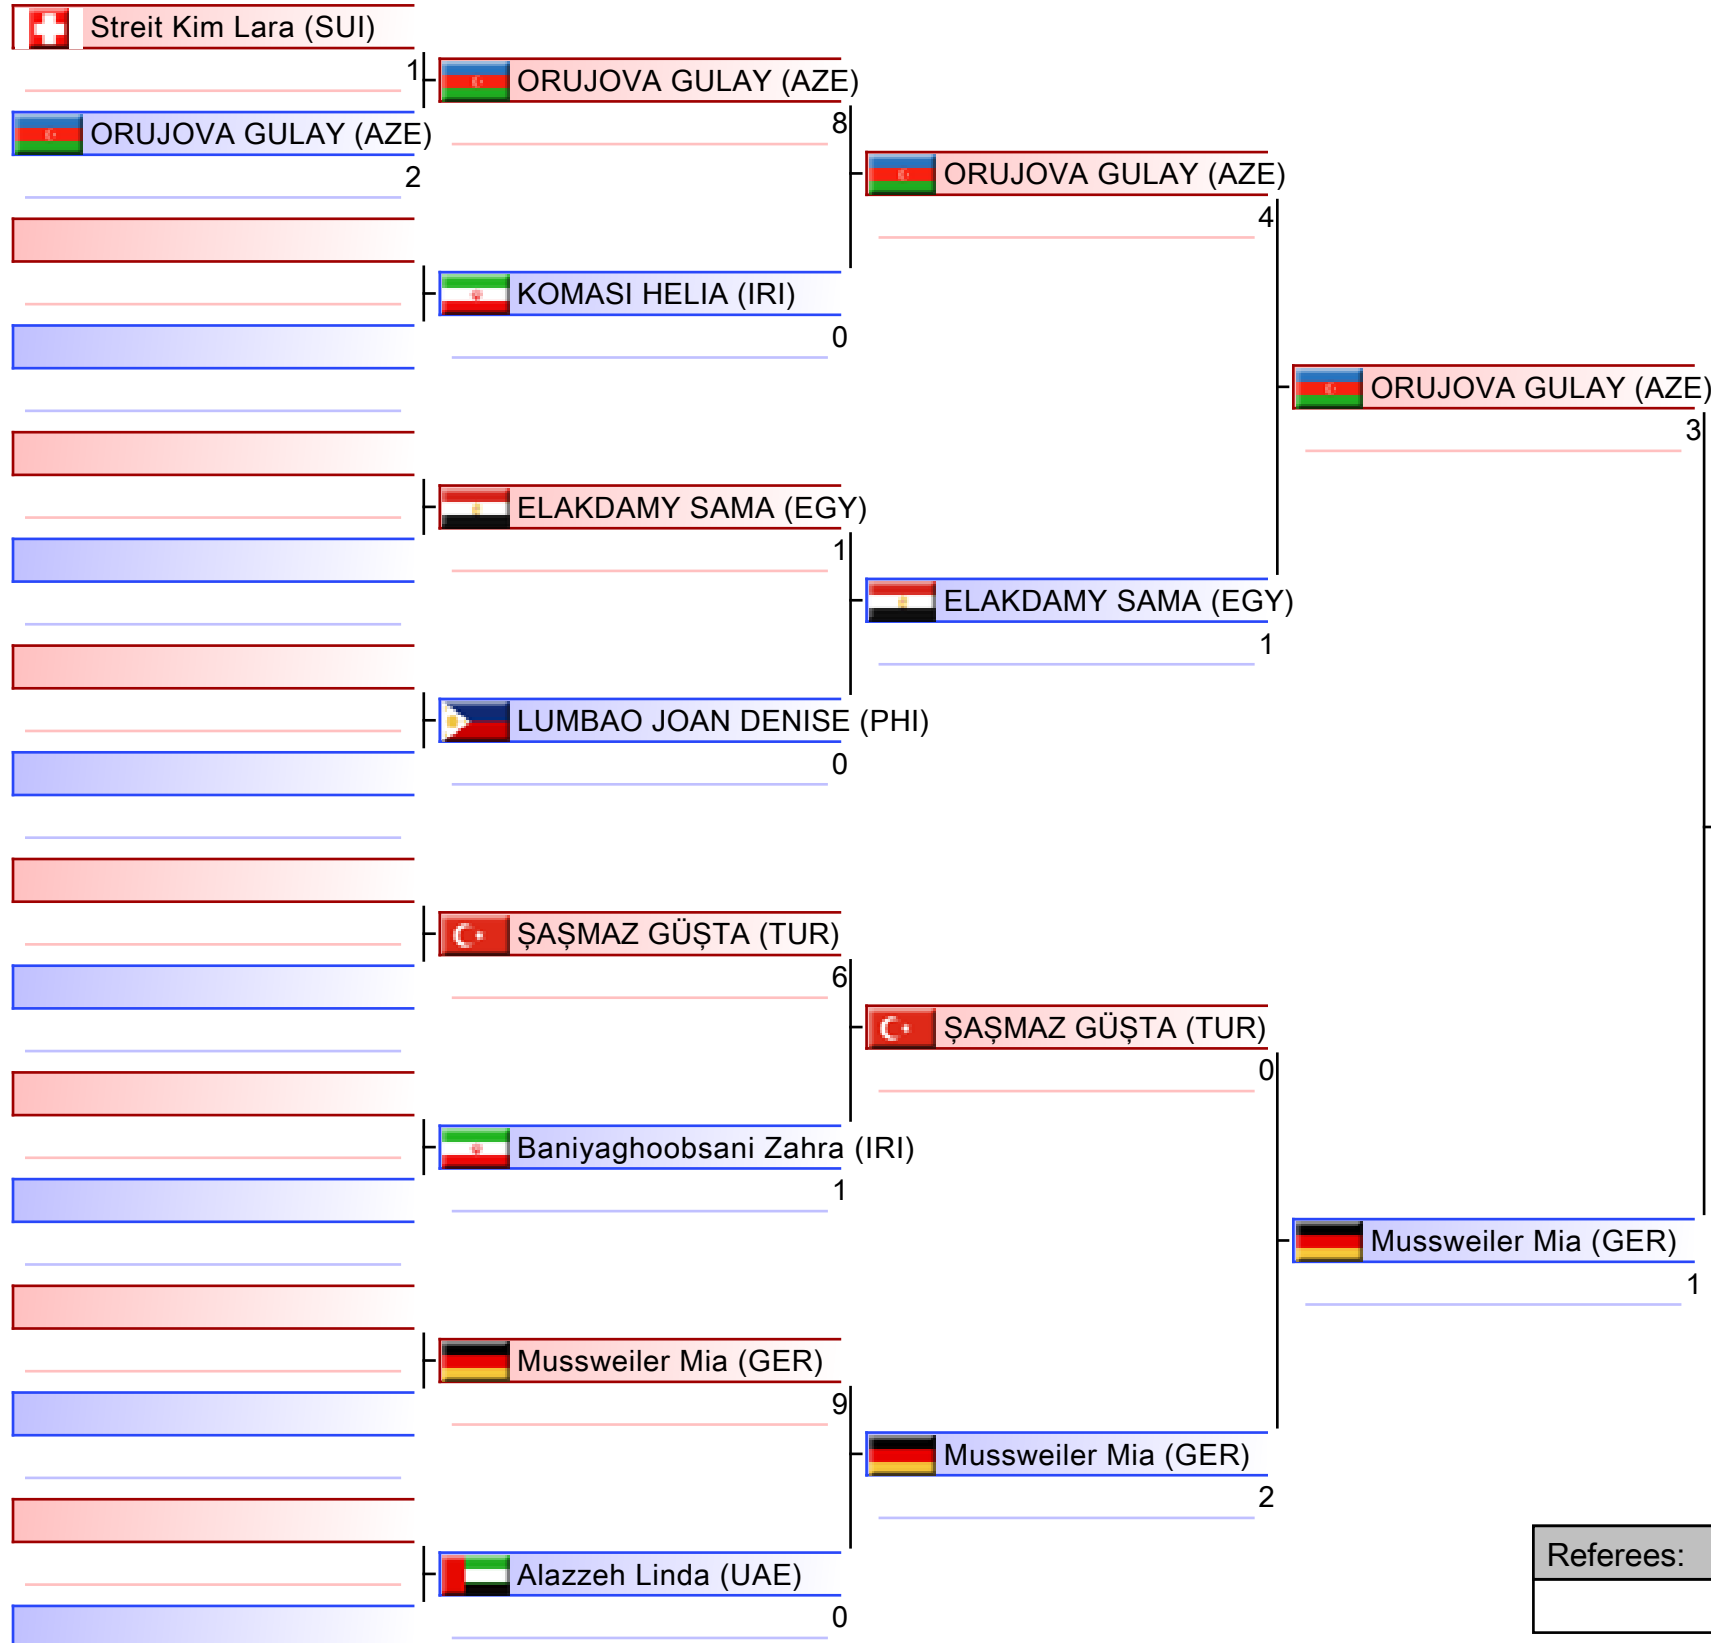 Streit Kim Lara (SUI)
1
ORUJOVA GULAY (AZE)
2
ORUJOVA GULAY (AZE)
8
KOMASI HELIA (IRI)
0
ELAKDAMY SAMA (EGY)
1
LUMBAO JOAN DENISE (PHI)
0
ŞAŞMAZ GÜŞTA (TUR)
6
Baniyaghoobsani Zahra (IRI)
1
Mussweiler Mia (GER)
9
Alazzeh Linda (UAE)
0
ORUJOVA GULAY (AZE)
4
ELAKDAMY SAMA (EGY)
1
ŞAŞMAZ GÜŞTA (TUR)
0
Mussweiler Mia (GER)
2
ORUJOVA GULAY (AZE)
3
Mussweiler Mia (GER)
1
Referees: